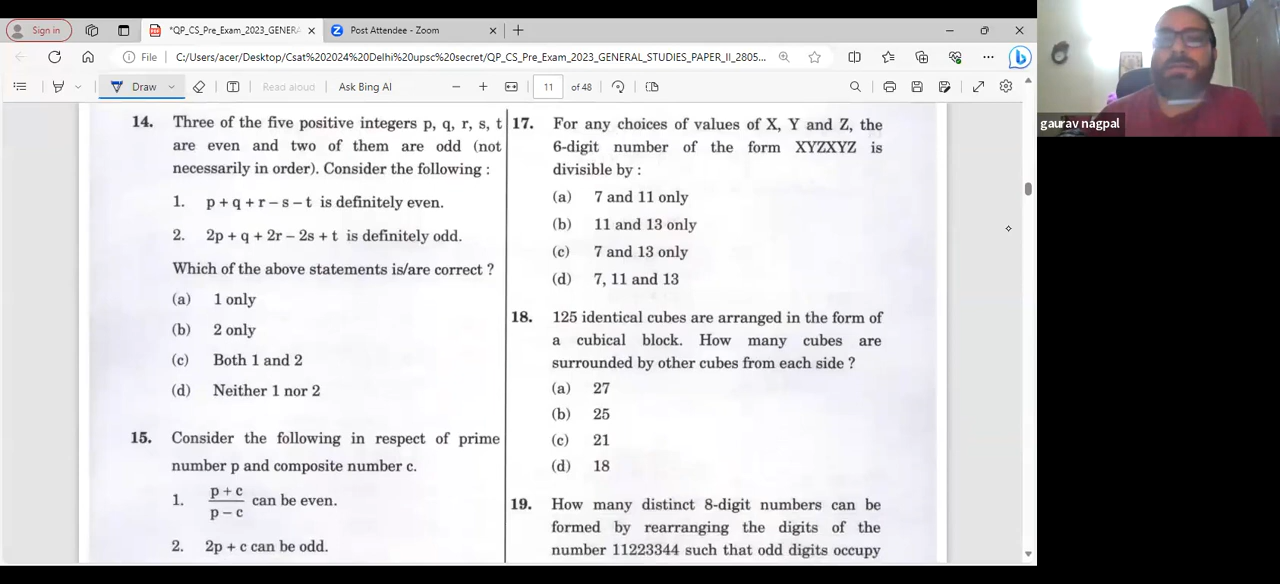 Sign in
*QP_CS_Pre_Exam_2023_GENERA
Post Attendee - Zoom
File
C:/Users/acer/Desktop/Csat%202024%20Delhi%20upsc%20secret/QP_CS_Pre_Exam_2023_GENERAL_STUDIES_PAPER_II_2805...
Draw
Read aloud
Ask Bing AI
11
of 48
gaurav nagpal
14. Three of the five positive integers p, q, r, s, t
are even and two of them are odd (not
necessarily in order). Consider the following :
1. p + q + r – s – t is definitely even.
2. 2p + q + 2r – 2s + t is definitely odd.
Which of the above statements is/are correct ?
(a) 1 only
(b) 2 only
(c) Both 1 and 2
(d) Neither 1 nor 2
15. Consider the following in respect of prime
number p and composite number c.
1. p + c
p – c
can be even.
2. 2p + c can be odd.
17. For any choices of values of X, Y and Z, the
6-digit number of the form XYZXYZ is
divisible by :
(a) 7 and 11 only
(b) 11 and 13 only
(c) 7 and 13 only
(d) 7, 11 and 13
18. 125 identical cubes are arranged in the form of
a cubical block. How many cubes are
surrounded by other cubes from each side ?
(a) 27
(b) 25
(c) 21
(d) 18
19. How many distinct 8-digit numbers can be
formed by rearranging the digits of the
number 11223344 such that odd digits occupy